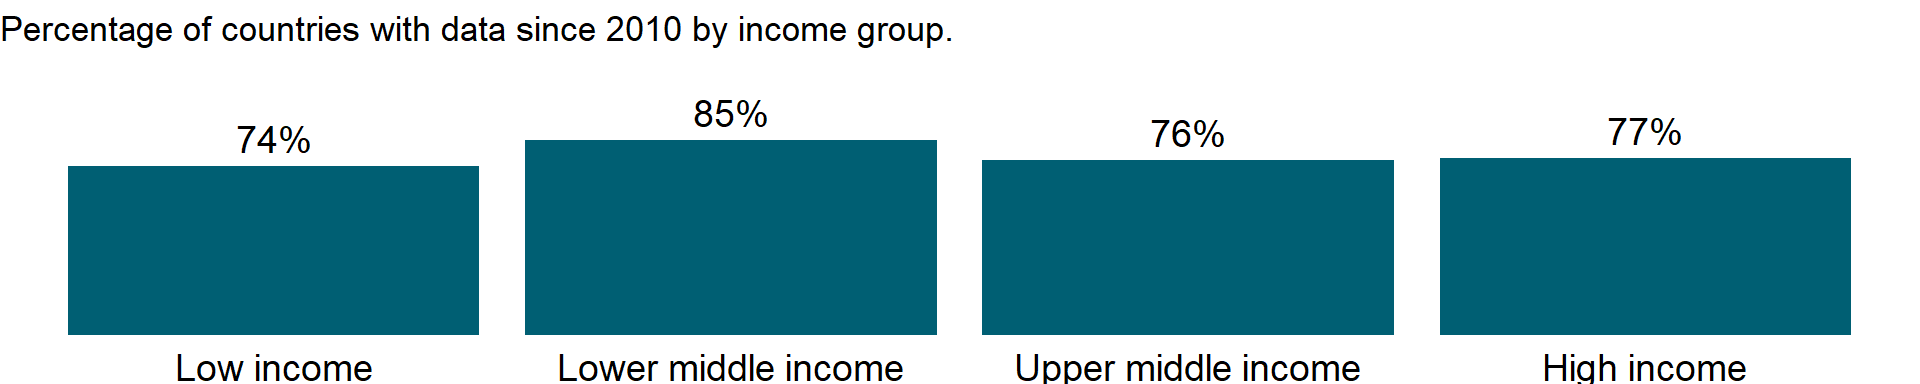 Percentage of countries with data since 2010 by income group.
74%
85%
76%
77%
Low income
Lower middle income
Upper middle income
High income